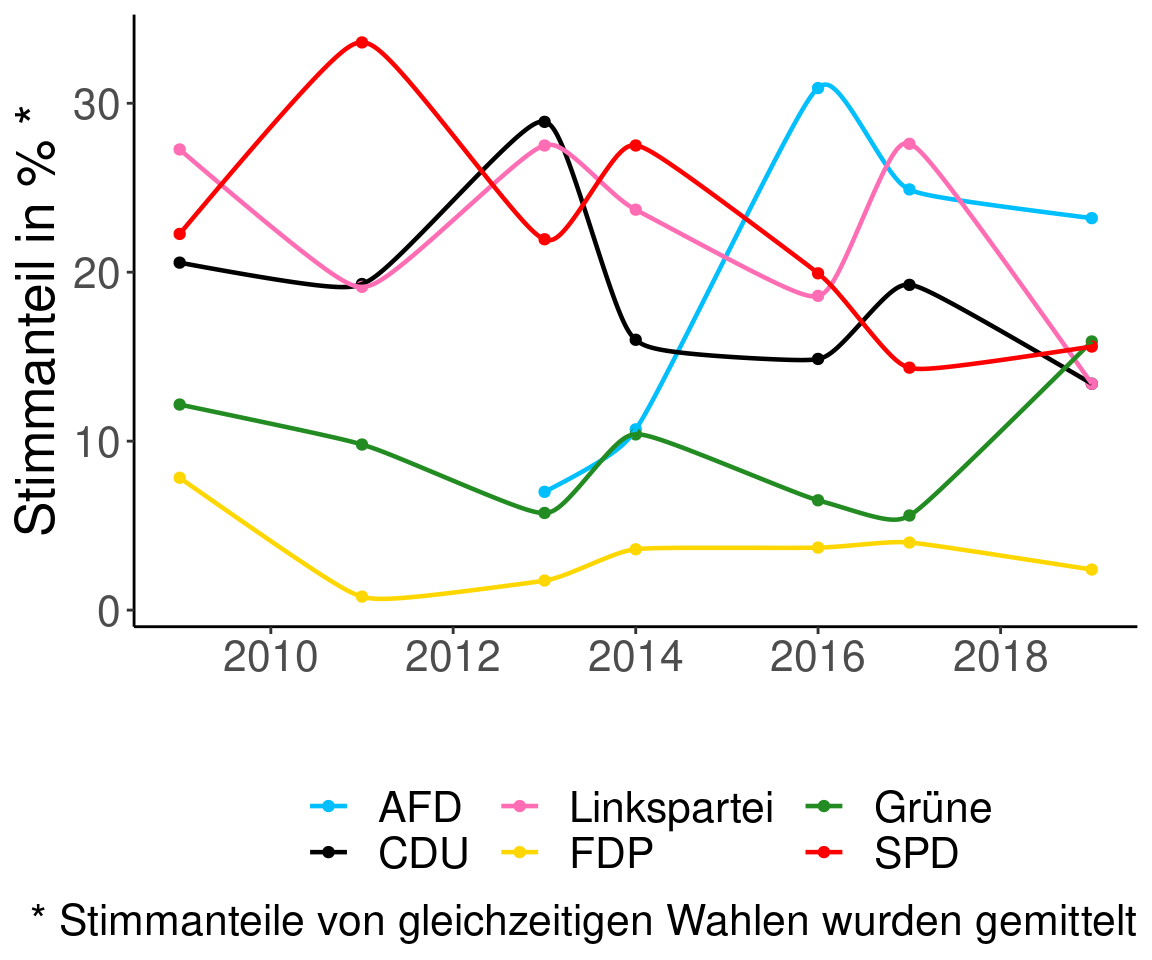 Stimmanteil in % *
30
20
10
0
2010 2012 2014 2016 2018
AFD Linkspartei Grüne
CDU FDP SPD
* Stimmanteile von gleichzeitigen Wahlen wurden gemittelt